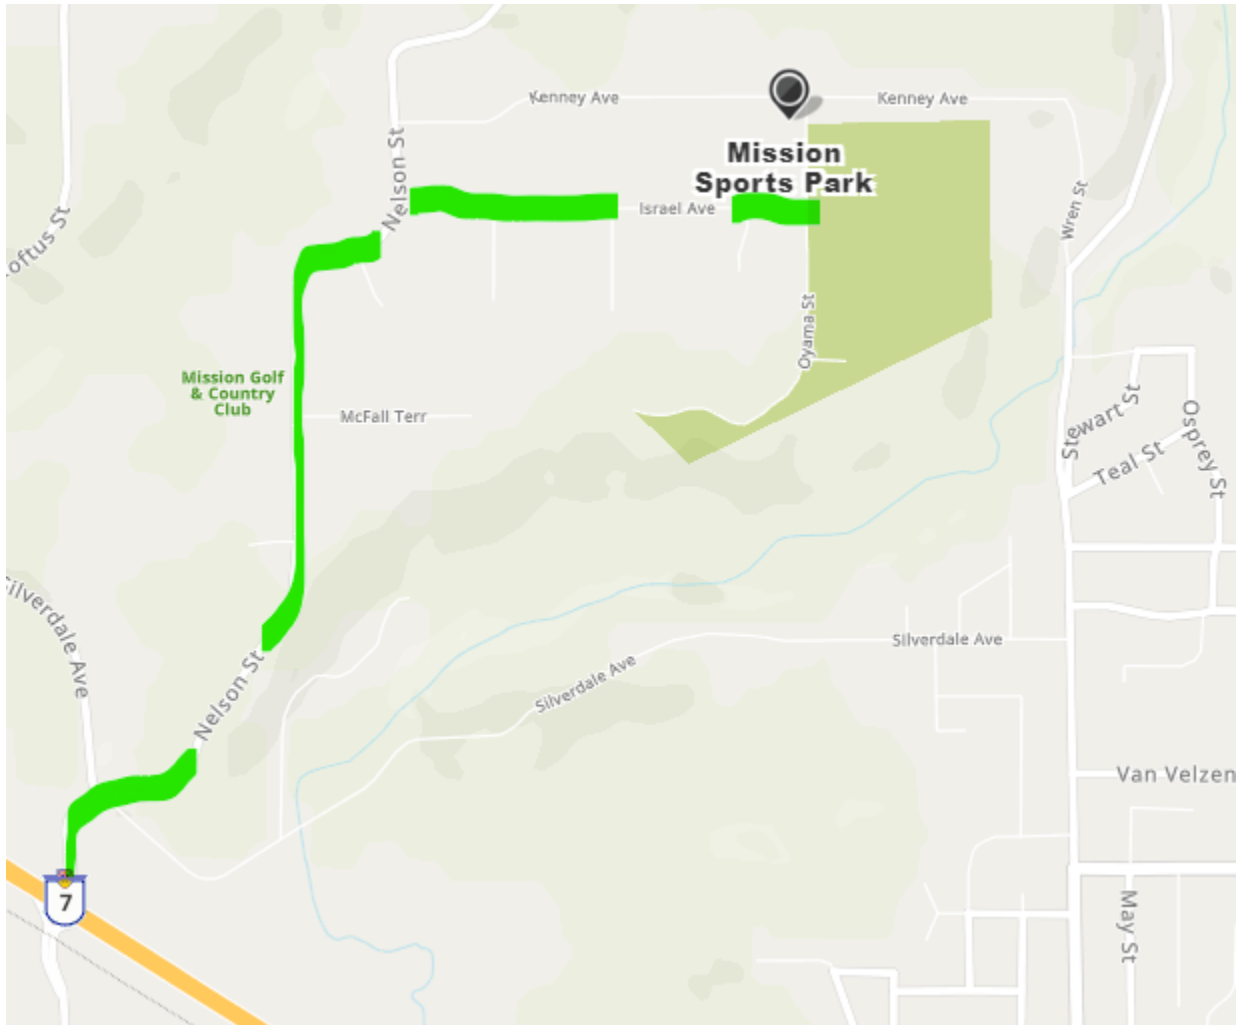 Kenney Ave
Kenney Ave
Nelson St
Mission
Sports Park
Israel Ave
Wren St
oftus St
Oyama St
Mission Golf
& Country
Club
McFall Terr
Stewart St
Osprey St
Teal St
Silverdale Ave
Nelson St
Silverdale Ave
Silverdale Ave
Van Velzen
7
May St